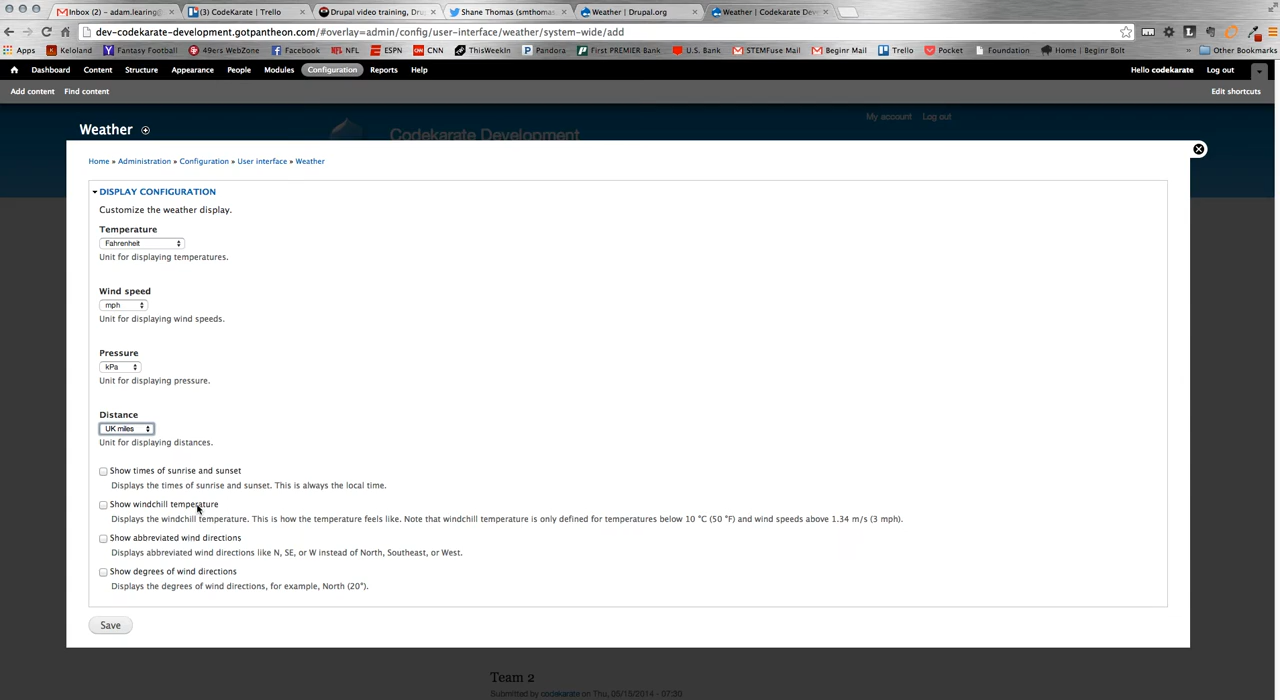 Inbox (2) – adam.learing@
(3) CodeKarate | Trello
Drupal video training, Dru
Shane Thomas (smthomas
Weather | Drupal.org
Weather | Codekarate Dev
dev-codekarate-development.gotpantheon.com/#overlay=admin/config/user-interface/weather/system-wide/add
Apps
Keloland
Fantasy Football
49ers WebZone
Facebook
NFL
ESPN
CNN
ThisWeekIn
Pandora
First PREMIER Bank
U.S. Bank
STEMFuse Mail
Beginr Mail
Trello
Pocket
Foundation
Home | Beginr Bolt
»
Other Bookmarks
Dashboard
Content
Structure
Appearance
People
Modules
Configuration
Reports
Help
Hello codekarate
Log out
Add content
Find content
Edit shortcuts
My account
Log out
Weather
Codekarate Development
Home » Administration » Configuration » User interface » Weather
DISPLAY CONFIGURATION
Customize the weather display.
Temperature
Fahrenheit
Unit for displaying temperatures.
Wind speed
mph
Unit for displaying wind speeds.
Pressure
kPa
Unit for displaying pressure.
Distance
UK miles
Unit for displaying distances.
Show times of sunrise and sunset
Displays the times of sunrise and sunset. This is always the local time.
Show windchill temperature
Displays the windchill temperature. This is how the temperature feels like. Note that windchill temperature is only defined for temperatures below 10 °C (50 °F) and wind speeds above 1.34 m/s (3 mph).
Show abbreviated wind directions
Displays abbreviated wind directions like N, SE, or W instead of North, Southeast, or West.
Show degrees of wind directions
Displays the degrees of wind directions, for example, North (20°).
Save
Team 2
Submitted by codekarate on Thu, 05/15/2014 - 07:30